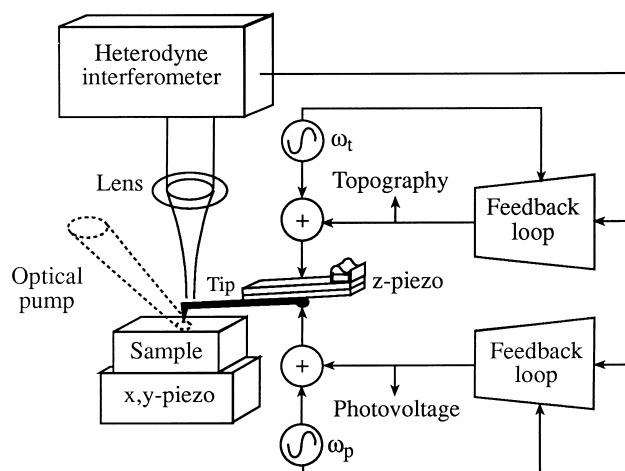 Heterodyne
interferometer
ωt
Lens
Topography
Feedback
loop
Optical
pump
Tip
z-piezo
Sample
x,y-piezo
Feedback
loop
Photovoltage
ωp